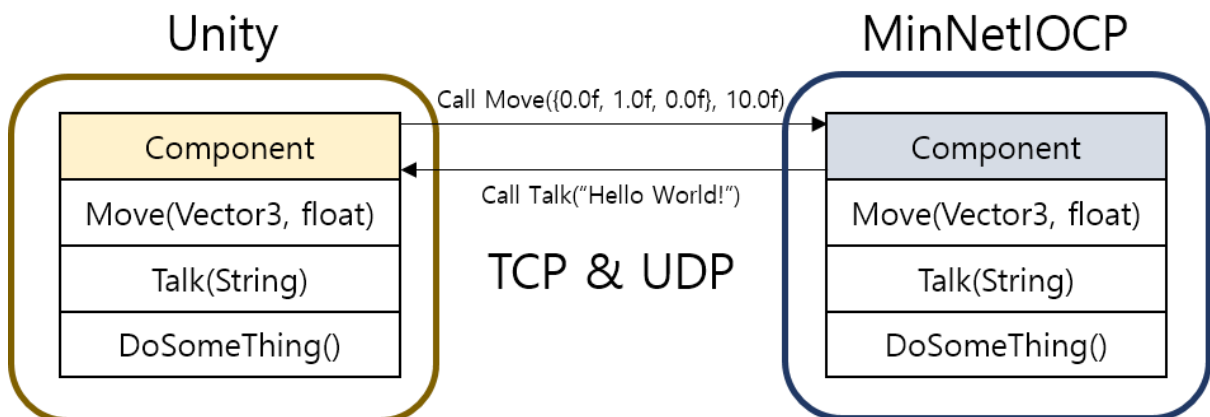 Unity
MinNetIOCP
Call Move({0.0f, 1.0f, 0.0f}, 10.0f)
Component
Component
Call Talk(“Hello World!”)
Move(Vector3, float)
Move(Vector3, float)
TCP & UDP
Talk(String)
Talk(String)
DoSomeThing()
DoSomeThing()